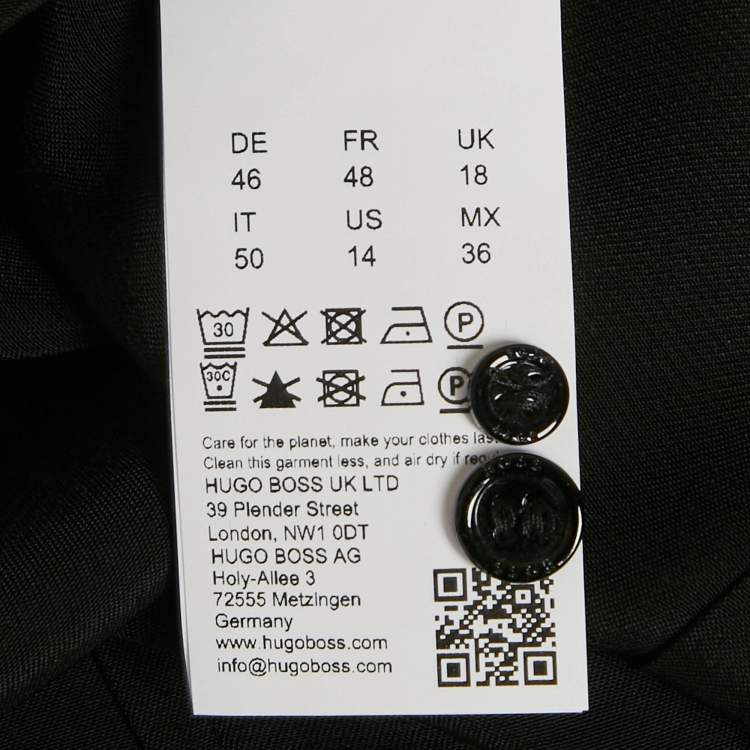 DE FR UK
46 48 18
IT US MX
50 14 36
30 P
30C P
Care for the planet, make your clothes
Clean this garment less, and air dry if
HUGO BOSS UK LTD
39 Plender Street
London, NW1 0DT
HUGO BOSS AG
Holy-Allee 3
72555 Metzingen
Germany
www.hugoboss.com
info@hugoboss.com